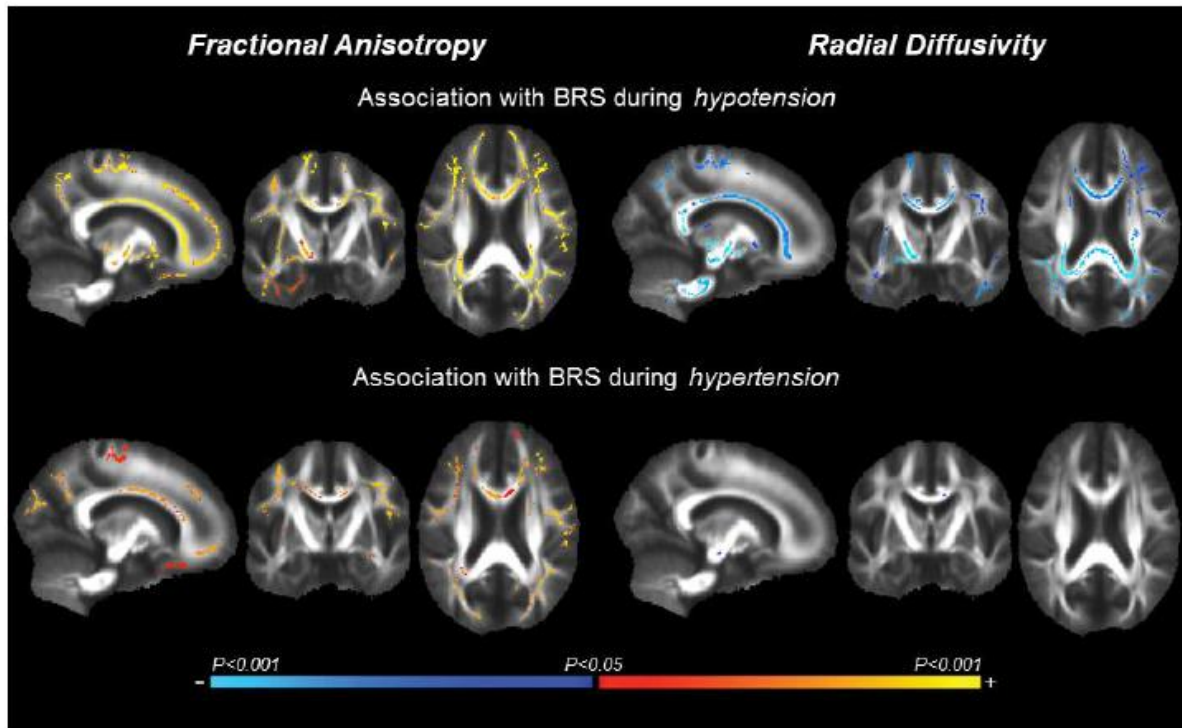 Fractional Anisotropy
Radial Diffusivity
Association with BRS during hypotension
Association with BRS during hypertension
P<0.001
P<0.05
P<0.001
-
+